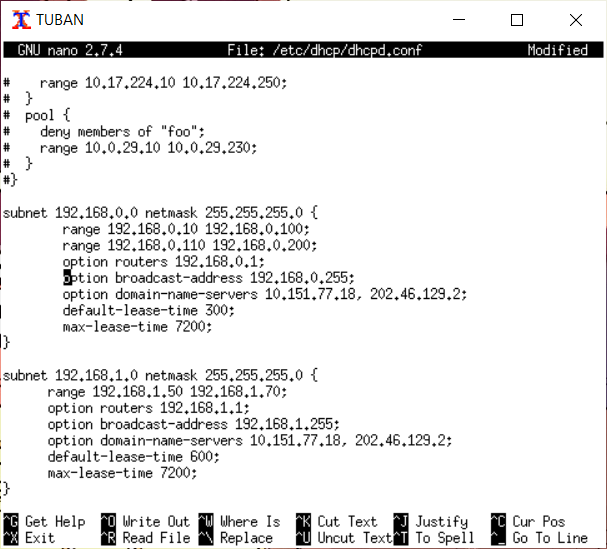 TUBAN
GNU nano 2.7.4 File: /etc/dhcp/dhcpd.conf Modified
#    range 10.17.224.10 10.17.224.250;
#  }
#  pool {
#    deny members of "foo";
#    range 10.0.29.10 10.0.29.230;
#  }
#}
subnet 192.168.0.0 netmask 255.255.255.0 {
        range 192.168.0.10 192.168.0.100;
        range 192.168.0.110 192.168.0.200;
        option routers 192.168.0.1;
        option broadcast-address 192.168.0.255;
        option domain-name-servers 10.151.77.18, 202.46.129.2;
        default-lease-time 300;
        max-lease-time 7200;
}
subnet 192.168.1.0 netmask 255.255.255.0 {
      range 192.168.1.50 192.168.1.70;
      option routers 192.168.1.1;
      option broadcast-address 192.168.1.255;
      option domain-name-servers 10.151.77.18, 202.46.129.2;
      default-lease-time 600;
      max-lease-time 7200;
}
^G Get Help ^O Write Out ^W Where Is ^K Cut Text ^J Justify ^C Cur Pos
^X Exit ^R Read File ^\ Replace ^U Uncut Text ^T To Spell ^_ Go To Line